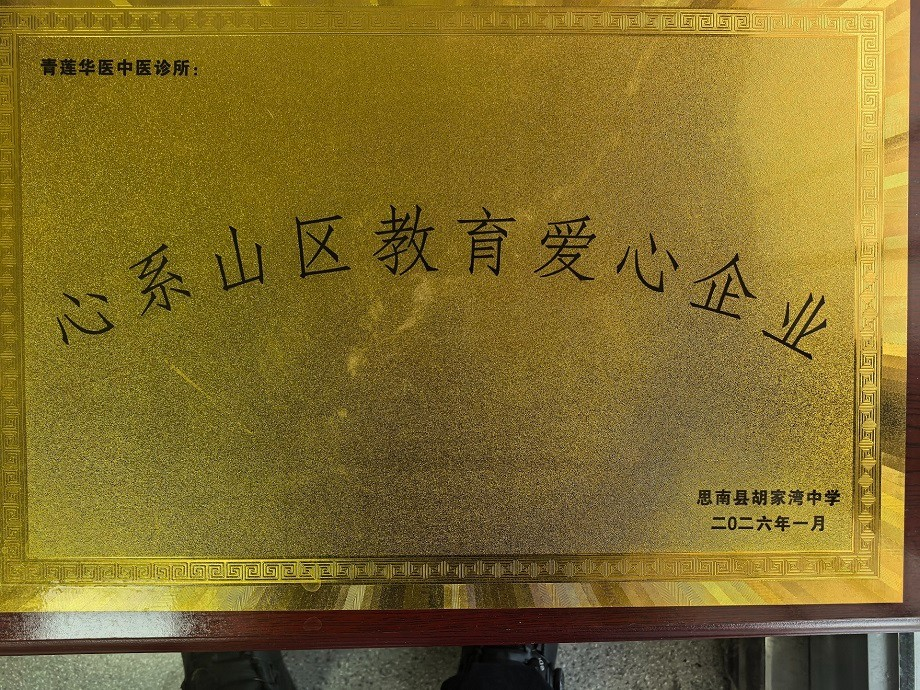 青莲华医中医诊所：
心系山区教育爱心企业
思南县胡家湾中学
二0二六年一月